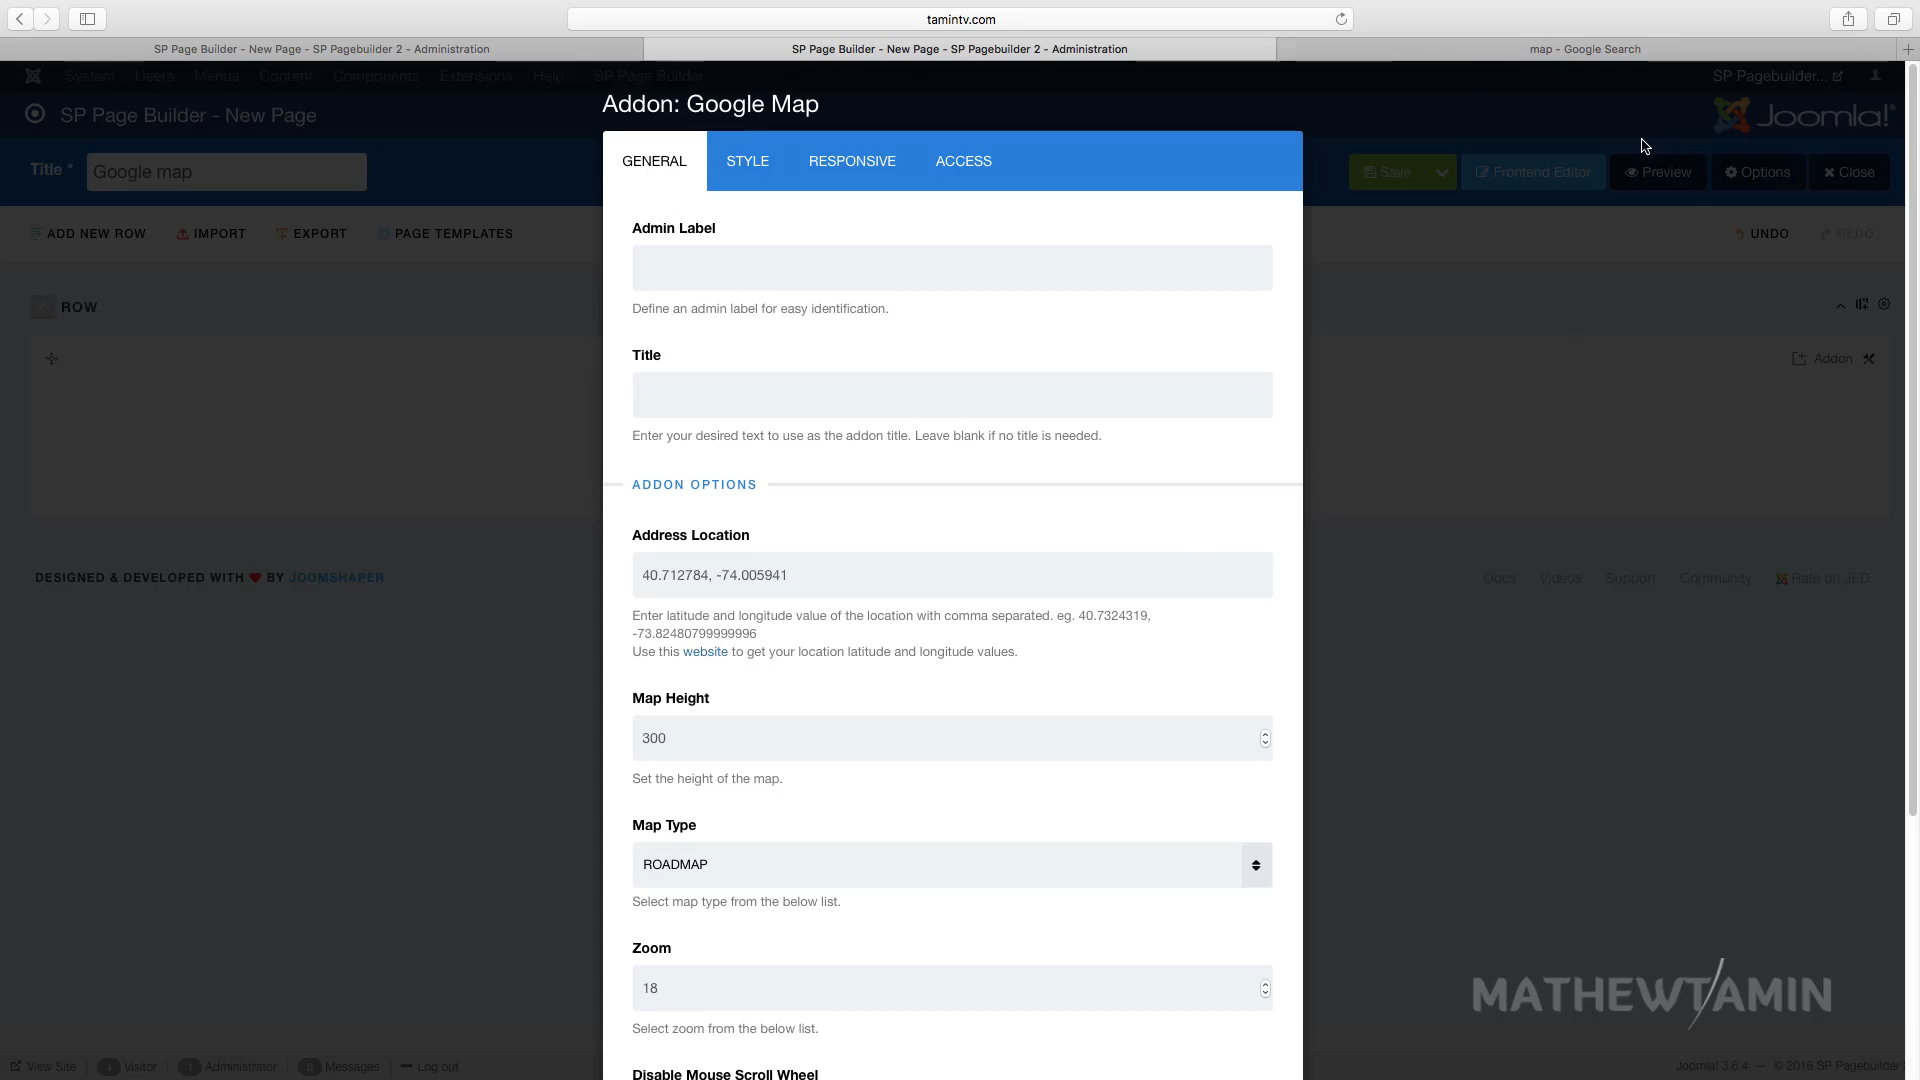 tamintv.com
SP Page Builder - New Page - SP Pagebuilder 2 - Administration
SP Page Builder - New Page - SP Pagebuilder 2 - Administration
map - Google Search
System Users Menus Content Components Extensions Help SP Page Builder
SP Pagebuilder...
SP Page Builder - New Page
Joomla!
Title *
Google map
Save
Frontend Editor
Preview
Options
Close
ADD NEW ROW
IMPORT
EXPORT
PAGE TEMPLATES
UNDO
REDO
ROW
Addon
Addon: Google Map
GENERAL
STYLE
RESPONSIVE
ACCESS
Admin Label
Define an admin label for easy identification.
Title
Enter your desired text to use as the addon title. Leave blank if no title is needed.
ADDON OPTIONS
Address Location
40.712784, -74.005941
Enter latitude and longitude value of the location with comma separated. eg. 40.7324319,
-73.82480799999996
Use this website to get your location latitude and longitude values.
Map Height
300
Set the height of the map.
Map Type
ROADMAP
Select map type from the below list.
Zoom
18
Select zoom from the below list.
Disable Mouse Scroll Wheel
DESIGNED & DEVELOPED WITH ❤ BY JOOMSHAPER
Docs Videos Support Community Rate on JED
MATHEWTAMIN
View Site
Visitor
Administrator
Messages
Log out
Joomla! 3.6.4 — © 2016 SP Pagebuilder